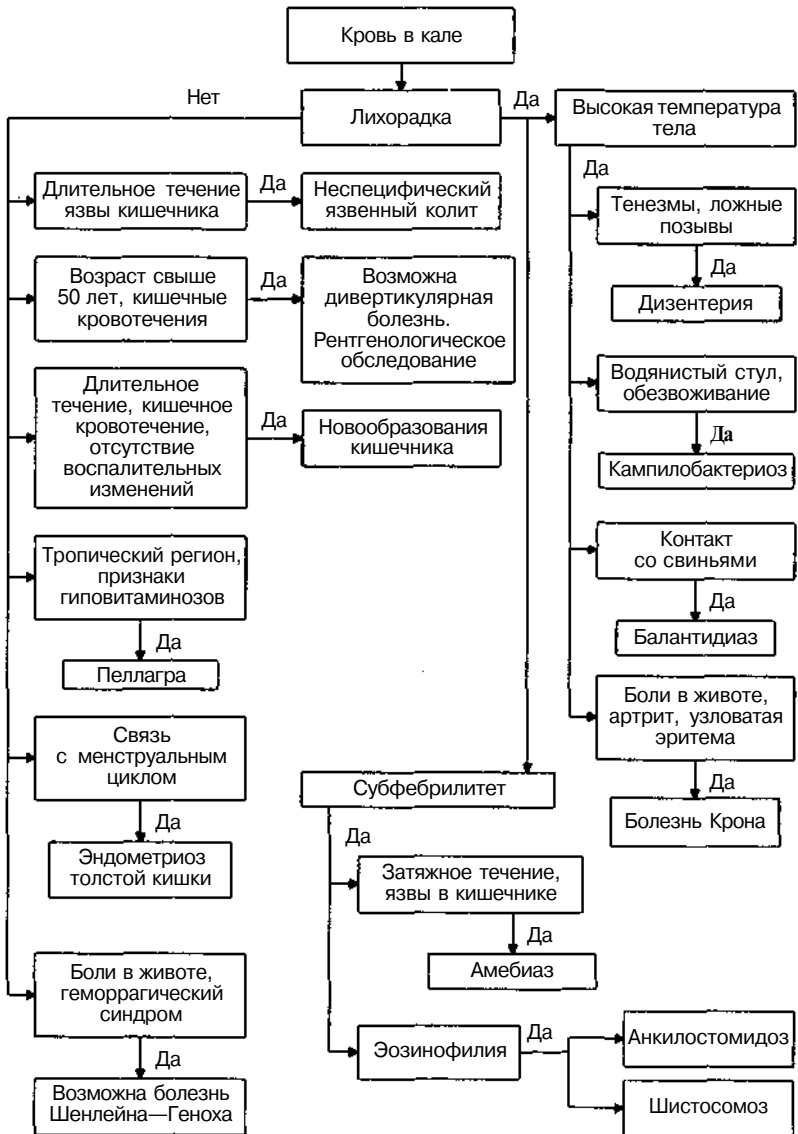 Кровь в кале
Нет
Лихорадка
Да
Высокая температура
тела
Да
Длительное течение
язвы кишечника
Да
Неспецифический
язвенный колит
Тенезмы, ложные
позывы
Да
Дизентерия
Возраст свыше
50 лет, кишечные
кровотечения
Да
Возможна
дивертикулярная
болезнь.
Рентгенологическое
обследование
Водянистый стул,
обезвоживание
Да
Кампилобактериоз
Длительное
течение, кишечное
кровотечение,
отсутствие
воспалительных
изменений
Да
Новообразования
кишечника
Контакт
со свиньями
Да
Балантидиаз
Тропический регион,
признаки
гиповитаминозов
Да
Пеллагра
Боли в животе,
артрит, узловатая
эритема
Да
Болезнь Крона
Связь
с менструальным
циклом
Да
Эндометриоз
толстой кишки
Субфебрилитет
Да
Затяжное течение,
язвы в кишечнике
Да
Амебиаз
Боли в животе,
геморрагический
синдром
Да
Возможна болезнь
Шенлейна—Геноха
Эозинофилия
Да
Анкилостомидоз
Шистосомоз